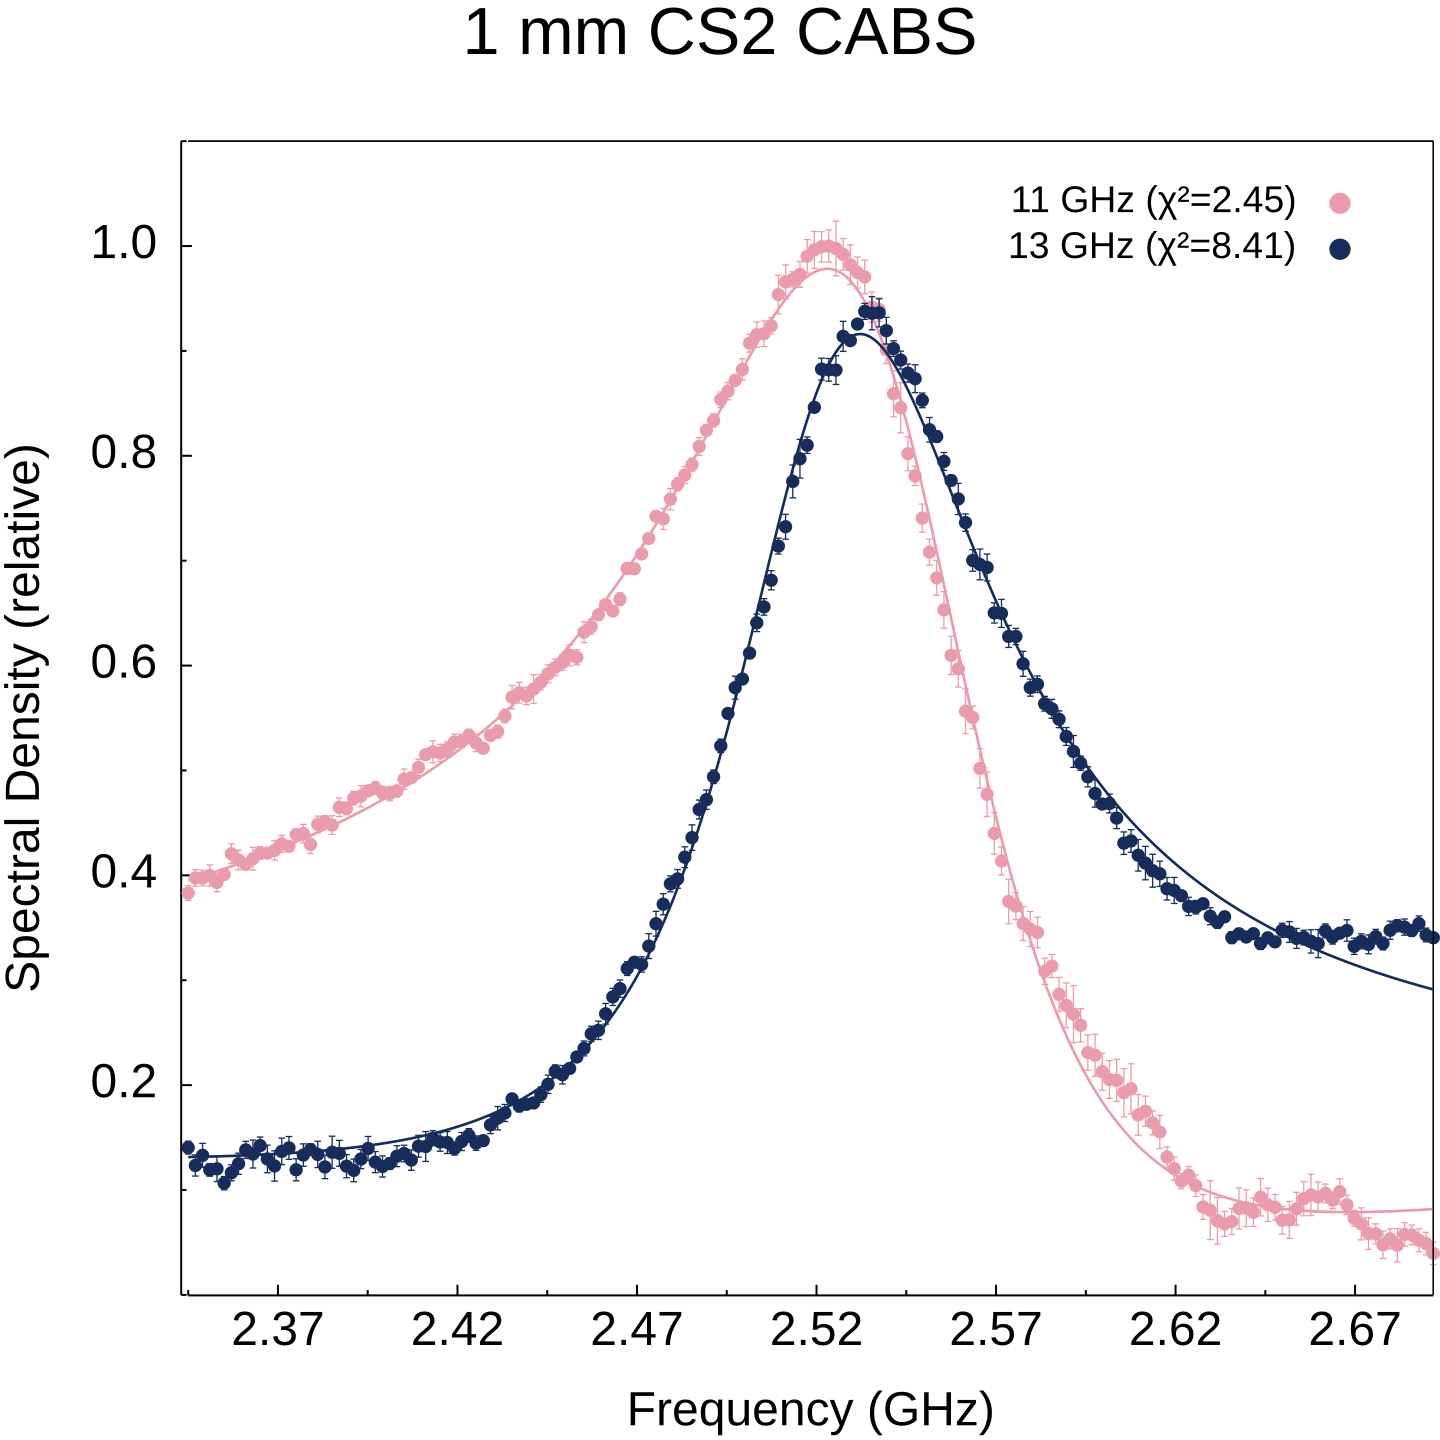 1 mm CS2 CABS
11 GHz (χ²=2.45)
13 GHz (χ²=8.41)
1.0
0.8
0.6
0.4
0.2
Spectral Density (relative)
2.37 2.42 2.47 2.52 2.57 2.62 2.67
Frequency (GHz)